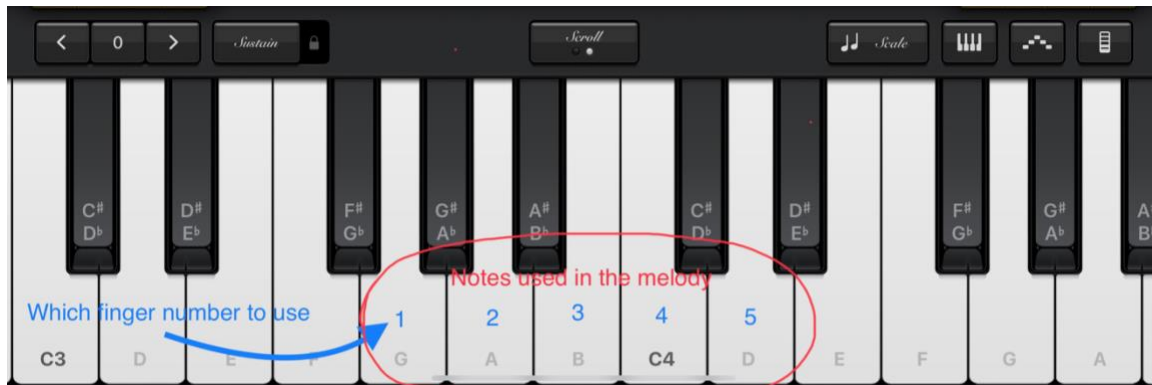 0 Sustain Scroll Scale
C# D# F# G# A# C# D# F# G# A
Db Eb Gb Ab Bb Db Eb Gb Ab B
Notes used in the melody
Which finger number to use 1 2 3 4 5
C3 D E F G A B C4 D E F G A